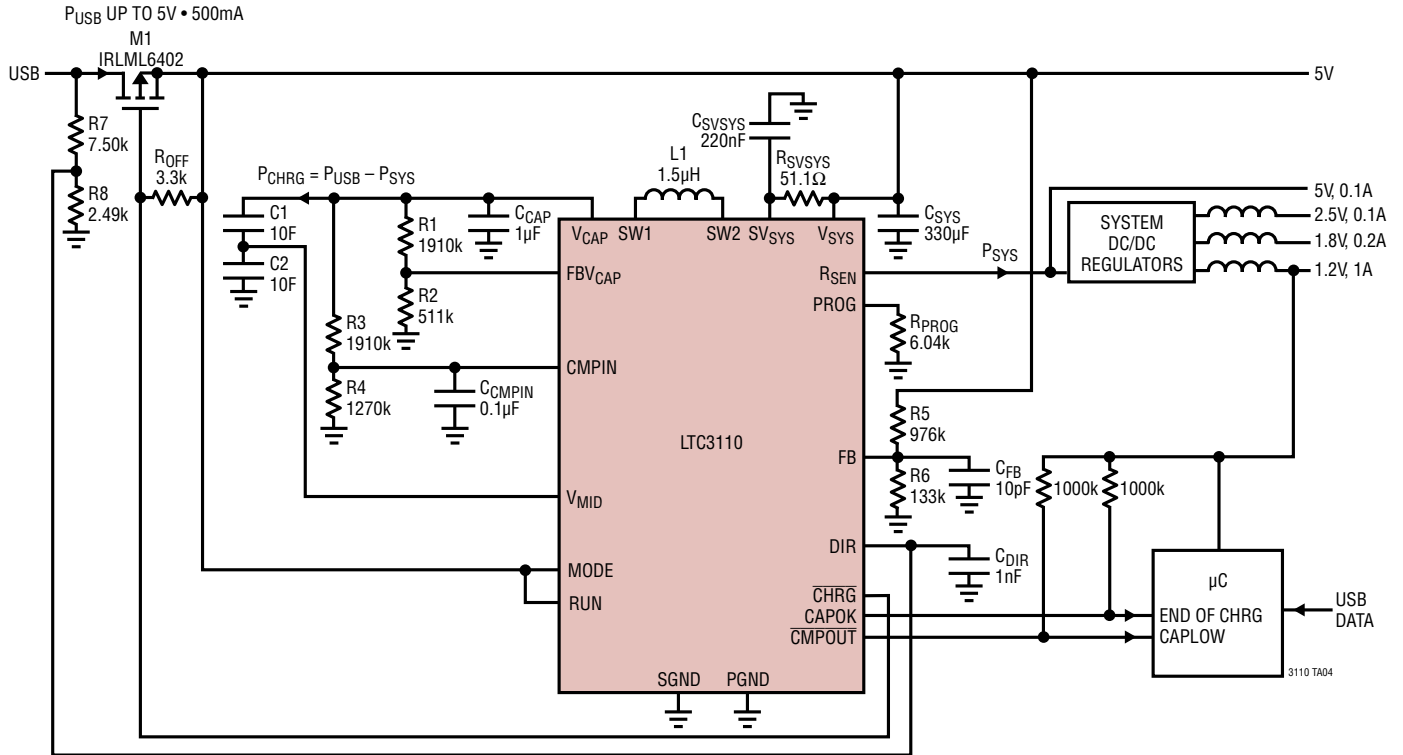 PUSB UP TO 5V • 500mA
M1
IRLML6402
USB
5V
R7
7.50k
R8
2.49k
ROFF
3.3k
PCHRG = PUSB – PSYS
C1
10F
C2
10F
R1
1910k
R2
511k
R3
1910k
R4
1270k
CCAP
1µF
CCMPIN
0.1µF
L1
1.5µH
CSVSYS
220nF
RSVSYS
51.1Ω
CSYS
330µF
VCAP
SW1
SW2
SVSYS
VSYS
FBVCAP
CMPIN
VMID
MODE
RUN
LTC3110
RSEN
PROG
FB
DIR
CHRG
CAPOK
CMPOUT
SGND
PGND
PSYS
RPROG
6.04k
R5
976k
R6
133k
CFB
10pF
CDIR
1nF
1000k
1000k
SYSTEM
DC/DC
REGULATORS
5V, 0.1A
2.5V, 0.1A
1.8V, 0.2A
1.2V, 1A
µC
END OF CHRG
CAPLOW
USB
DATA
3110 TA04